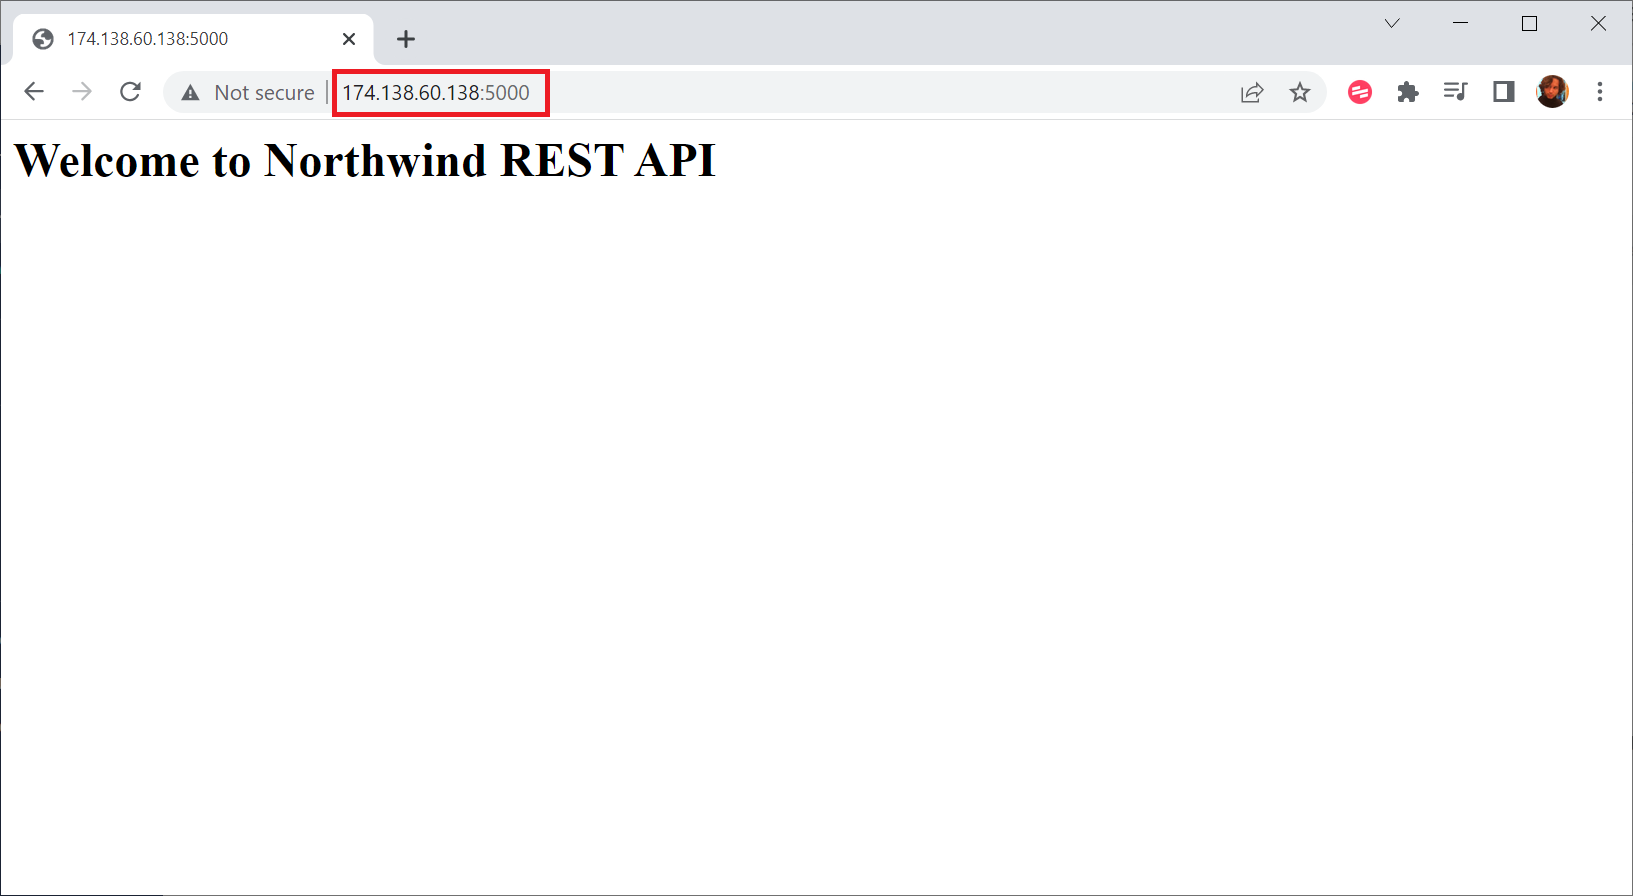 174.138.60.138:5000
Not secure 174.138.60.138:5000
Welcome to Northwind REST API